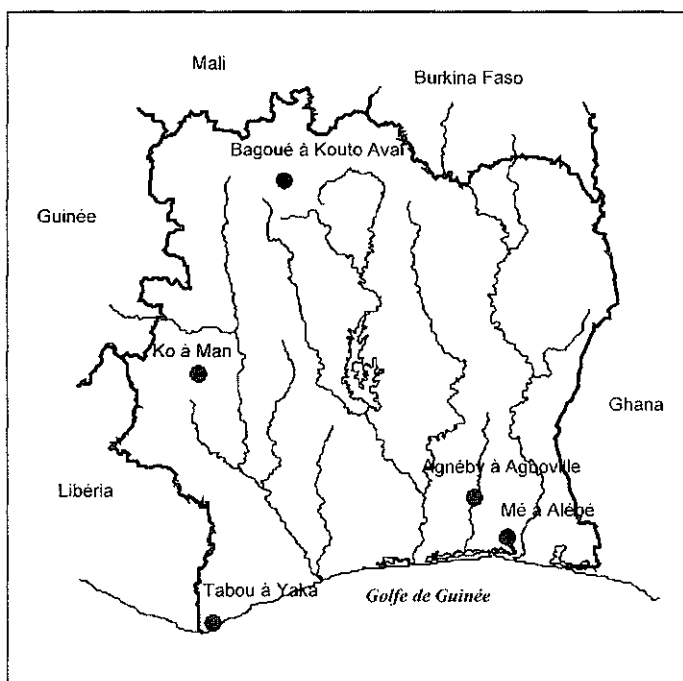 Mali
Burkina Faso
Bagoué à Kouto Avai
Guinée
Ko à Man
Ghana
Agnéby à Agboville
Libéria
Mé à Alépé
Tabou à Yaka
Golfe de Guinée